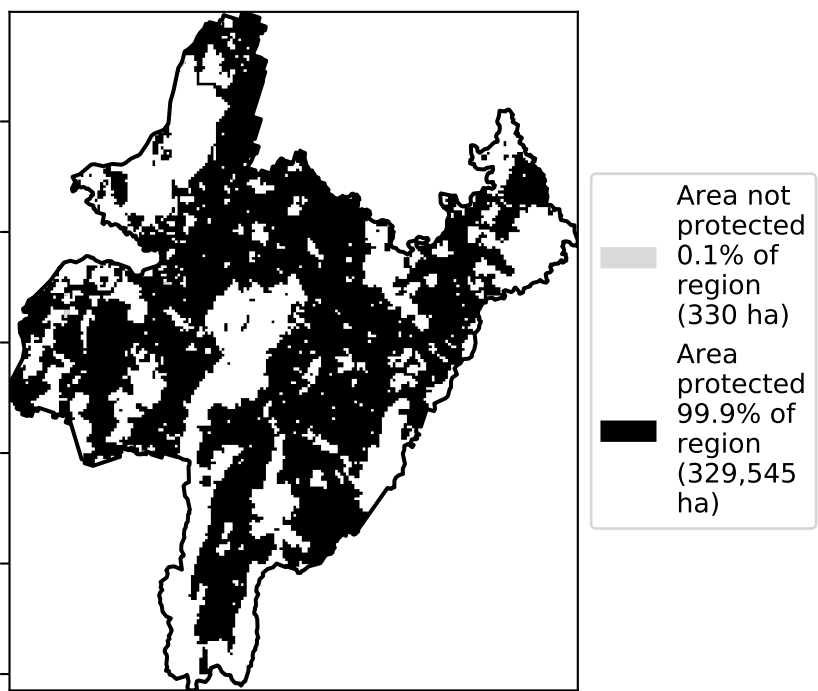 Area not
protected
0.1% of
region
(330 ha)
Area
protected
99.9% of
region
(329,545
ha)